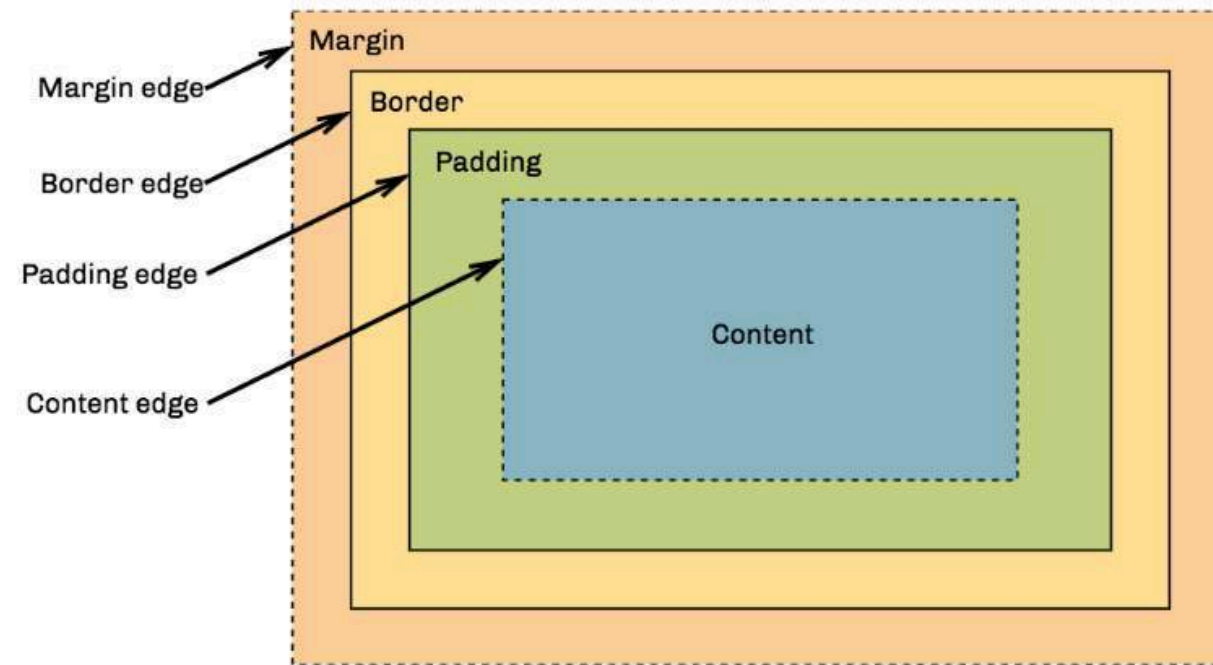 Margin
Margin edge
Border
Border edge
Padding
Padding edge
Content
Content edge